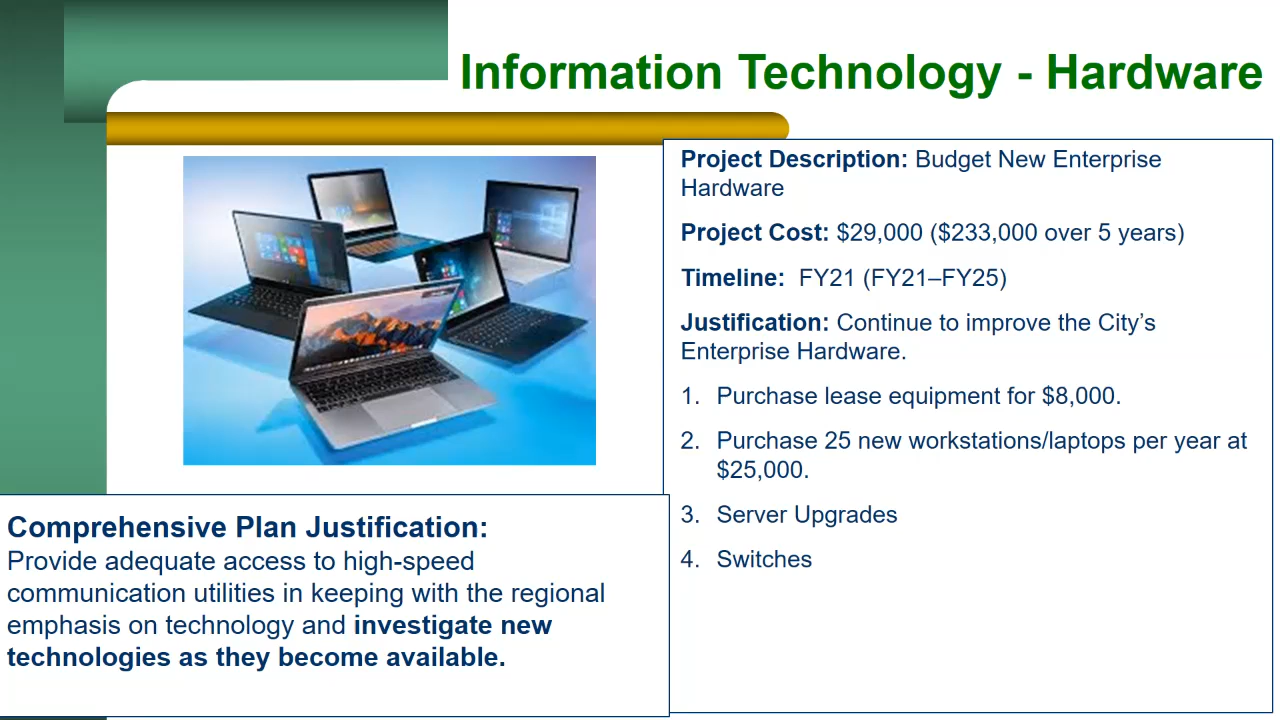 Information Technology - Hardware
Project Description: Budget New Enterprise
Hardware
Project Cost: $29,000 ($233,000 over 5 years)
Timeline:  FY21 (FY21–FY25)
Justification: Continue to improve the City’s
Enterprise Hardware.
1. Purchase lease equipment for $8,000.
2. Purchase 25 new workstations/laptops per year at
$25,000.
3. Server Upgrades
4. Switches
Comprehensive Plan Justification:
Provide adequate access to high-speed
communication utilities in keeping with the regional
emphasis on technology and investigate new
technologies as they become available.